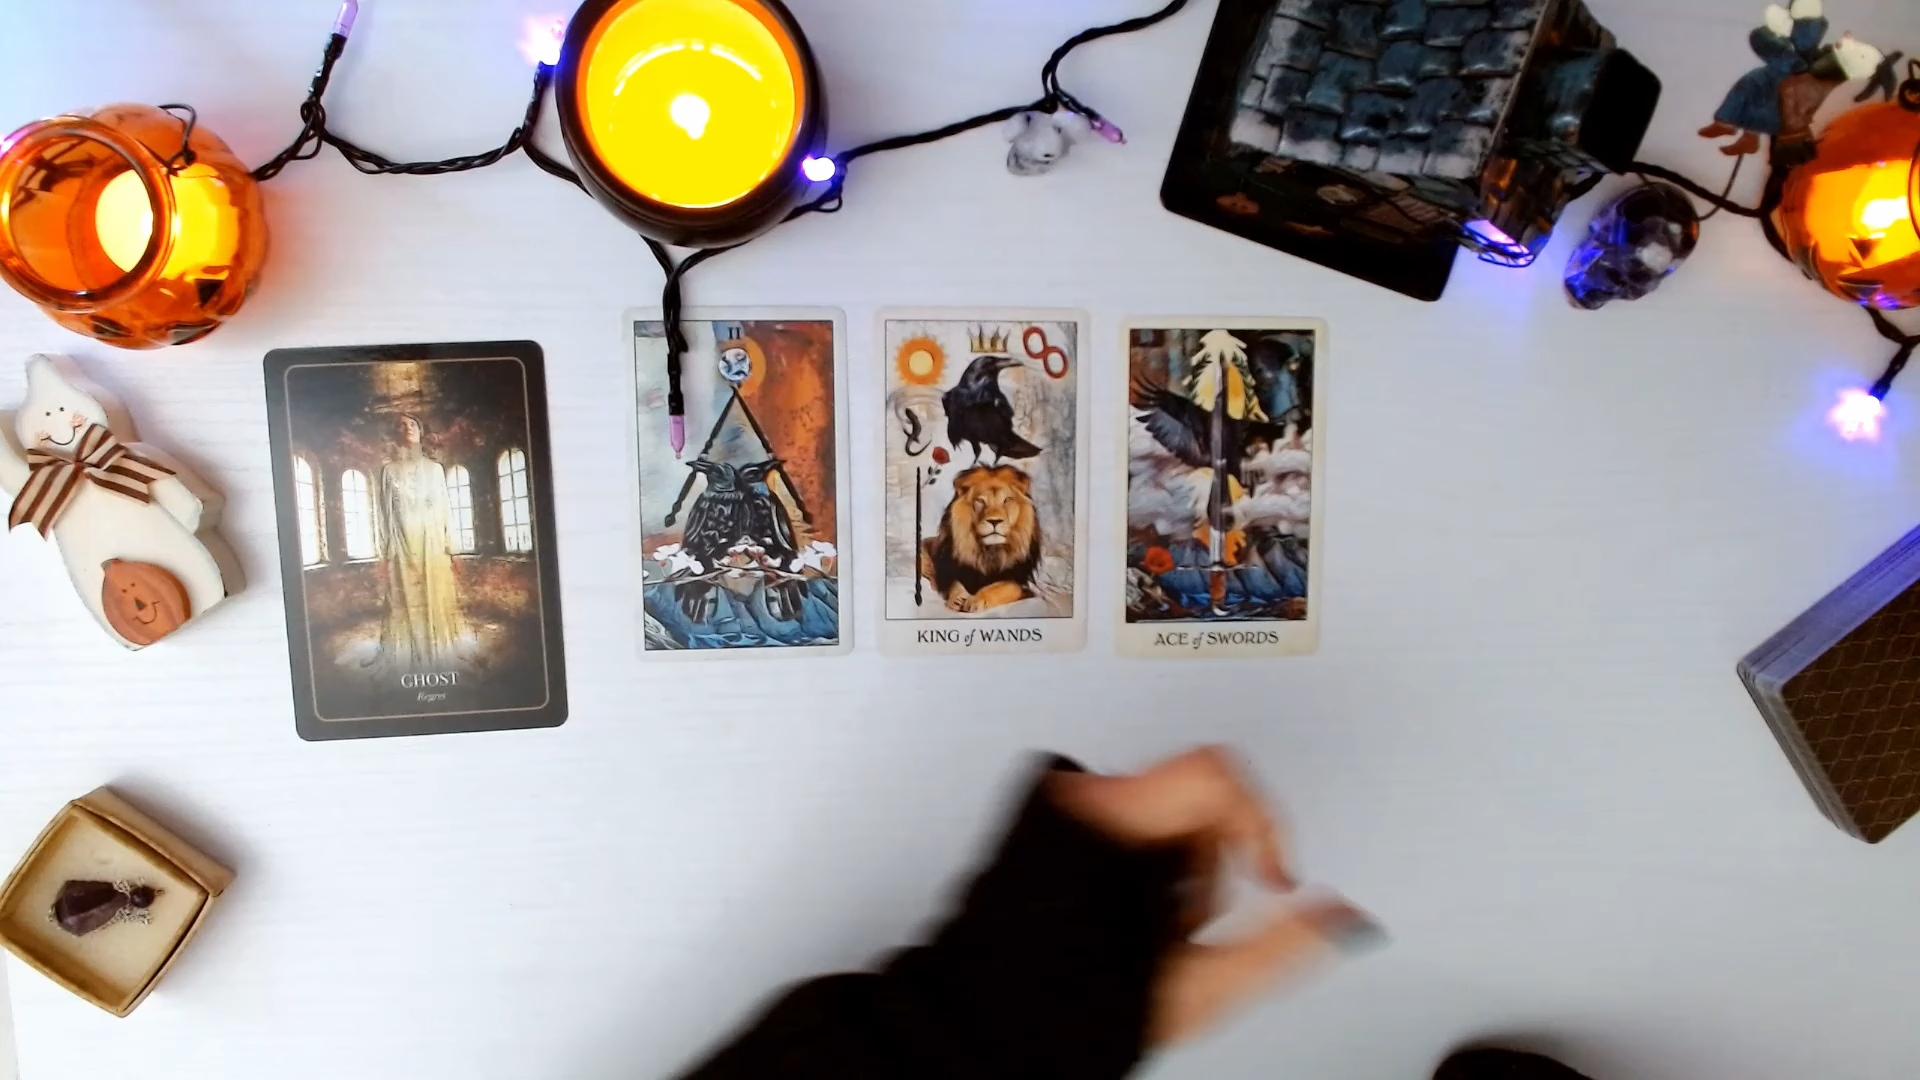 GHOST
Regret
II
KING of WANDS
ACE of SWORDS